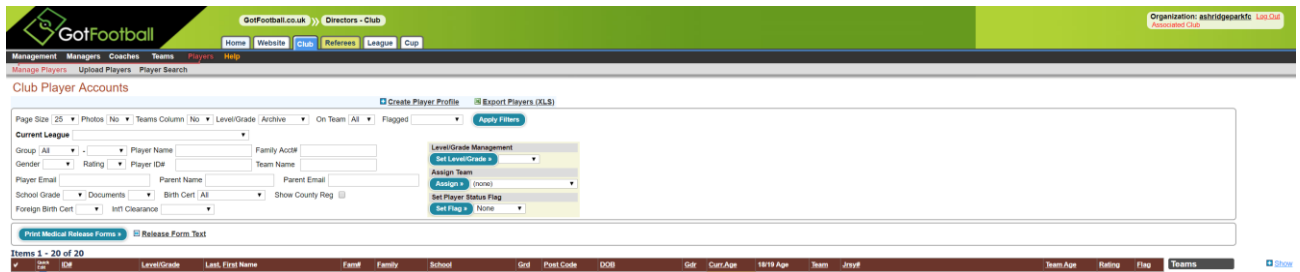 GotFootball
GotFootball.co.uk )) Directors - Club
Organization: ashridgeparkfc Log Out
Associated Club
Home Website Club Referees League Cup
Management Managers Coaches Teams Players Help
Manage Players Upload Players Player Search
Club Player Accounts
Create Player Profile Export Players (XLS)
Page Size 25 Photos No Teams Column No Level/Grade Archive On Team All Flagged Apply Filters
Current League
Group All - Player Name Family Acct#
Gender Rating Player ID# Team Name
Player Email Parent Name Parent Email
School Grade Documents Birth Cert All Show County Reg
Foreign Birth Cert Int'l Clearance
Level/Grade Management
Set Level/Grade »
Assign Team
Assign » (none)
Set Player Status Flag
Set Flag » None
Print Medical Release Forms » Release Form Text
Items 1 - 20 of 20
Quick Edit ID# Level/Grade Last, First Name Fam# Family School Grd Post Code DOB Gdr Curr.Age 18/19 Age Team Jrsy# Team Age Rating Flag Teams Show